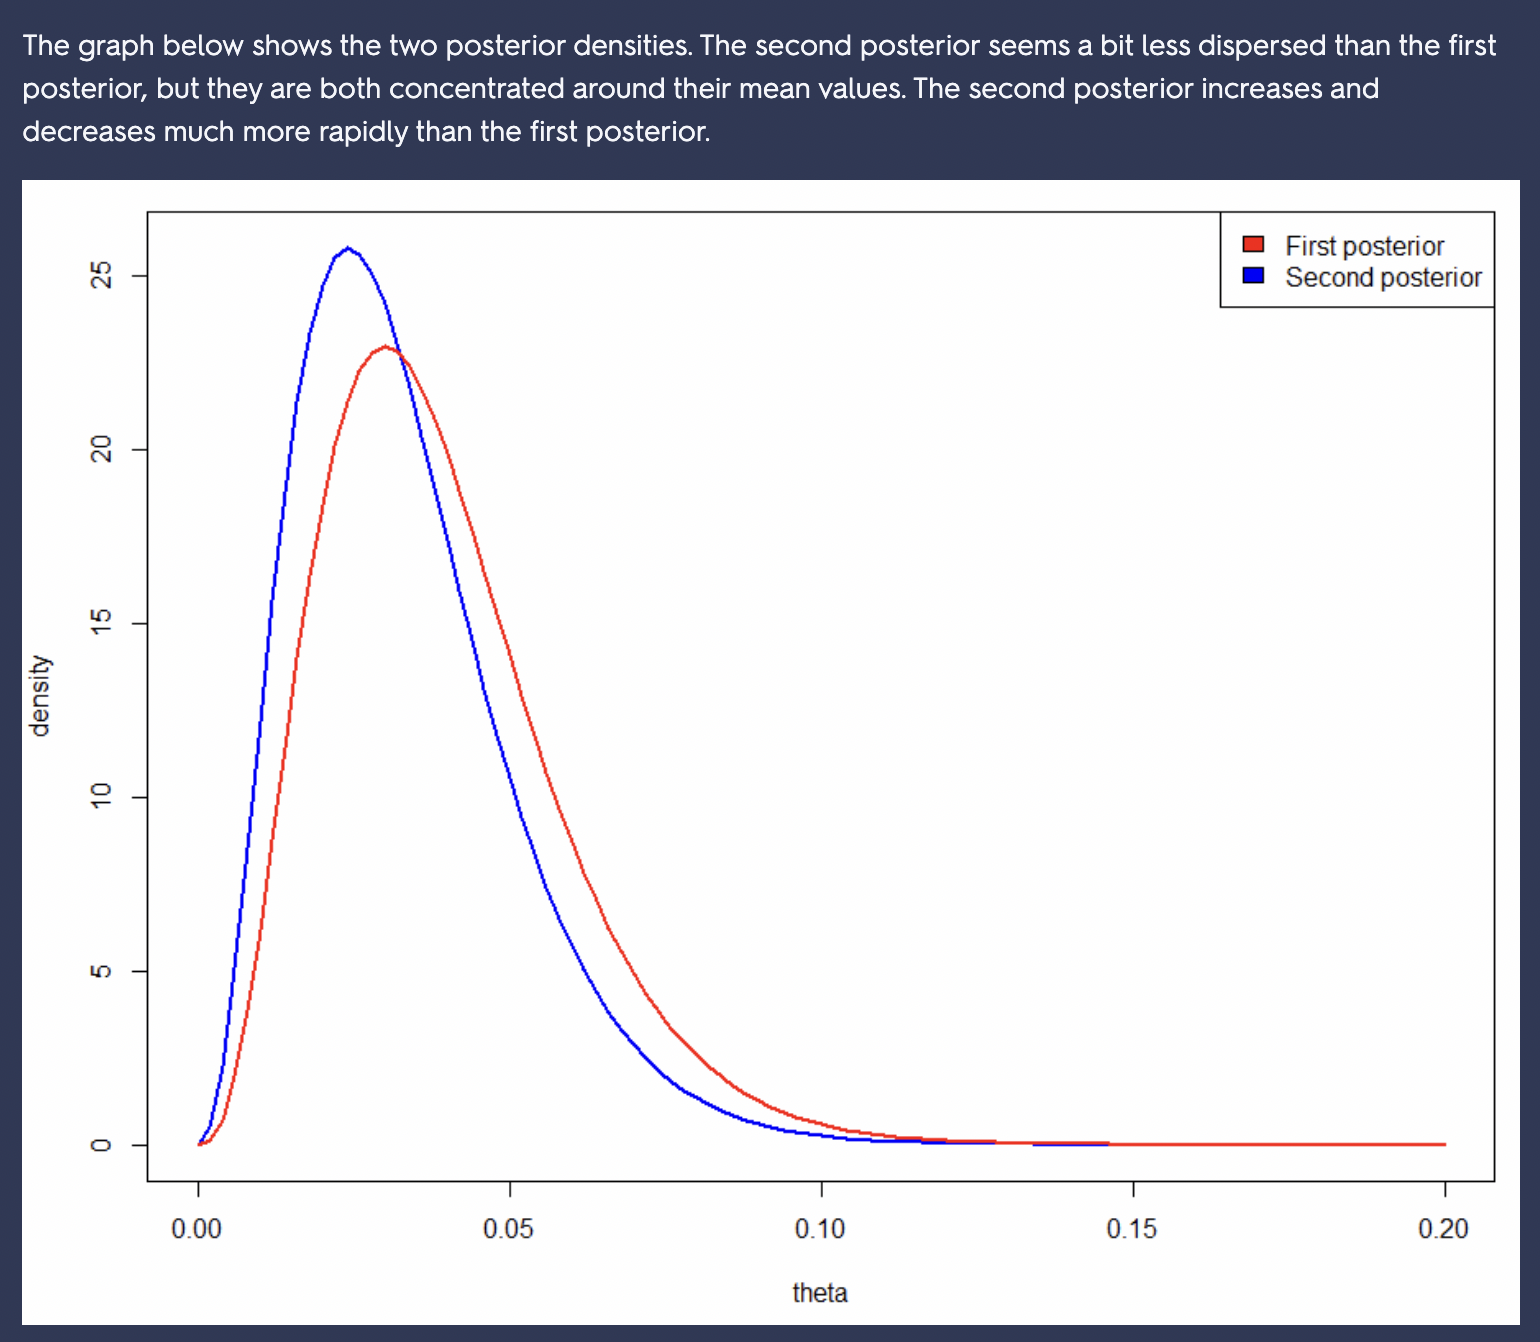 The graph below shows the two posterior densities. The second posterior seems a bit less dispersed than the first
posterior, but they are both concentrated around their mean values. The second posterior increases and
decreases much more rapidly than the first posterior.
First posterior
Second posterior
25
20
15
10
5
0
density
0.00 0.05 0.10 0.15 0.20
theta